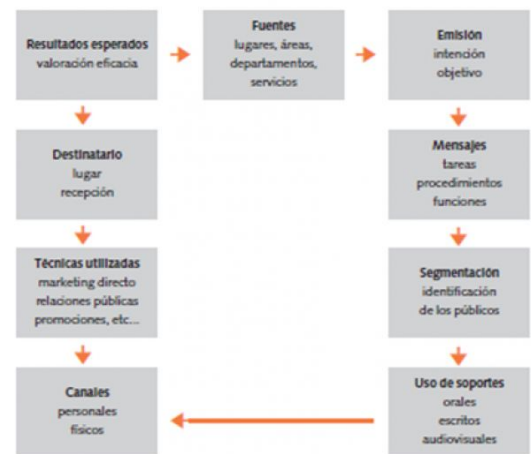 Resultados esperados
valoración eficacia
Fuentes
lugares, áreas,
departamentos,
servicios
Emisión
intención
objetivo
Destinatario
lugar
recepción
Mensajes
tareas
procedimientos
funciones
Técnicas utilizadas
marketing directo
relaciones públicas
promociones, etc...
Segmentación
identificación
de los públicos
Canales
personales
físicos
Uso de soportes
orales
escritos
audiovisuales